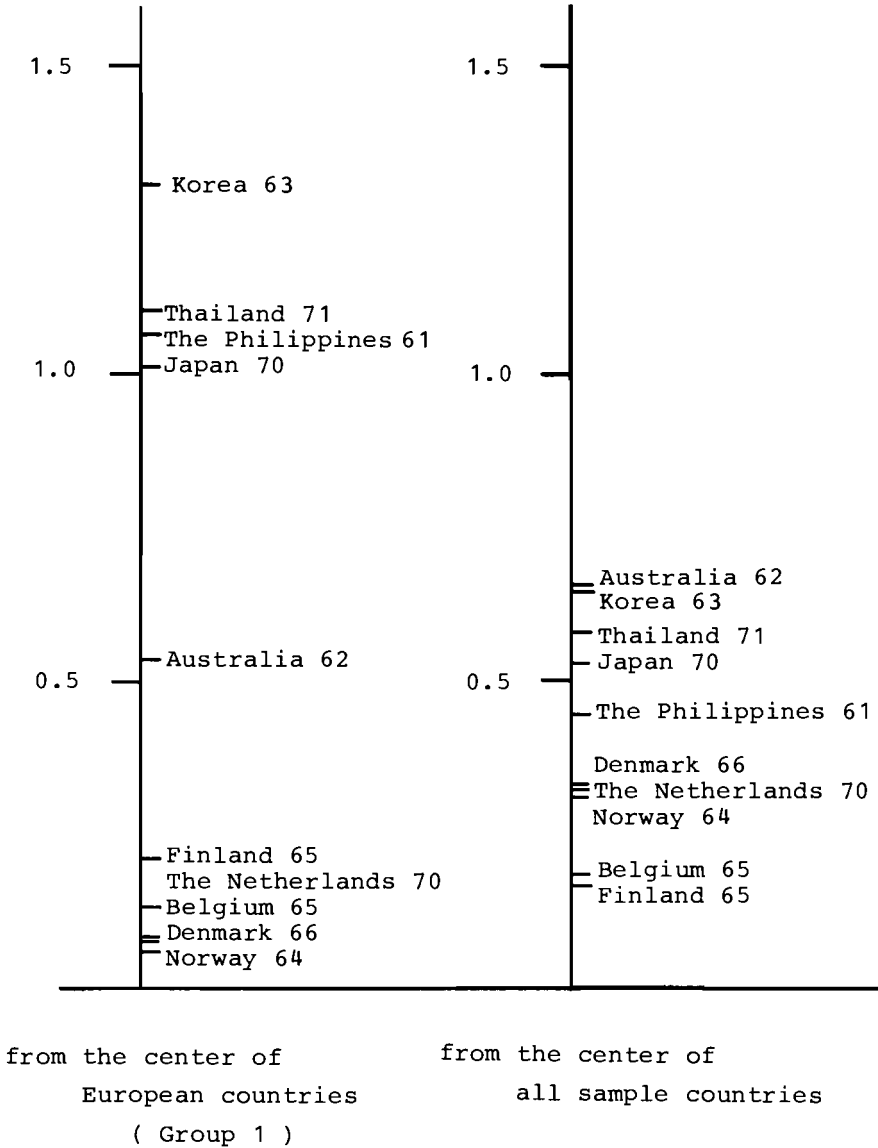 1.5
Korea 63
Thailand 71
The Philippines 61
1.0
Japan 70
Australia 62
0.5
Finland 65
The Netherlands 70
Belgium 65
Denmark 66
Norway 64
from the center of
European countries
( Group 1 )
1.5
1.0
Australia 62
Korea 63
Thailand 71
Japan 70
0.5
The Philippines 61
Denmark 66
The Netherlands 70
Norway 64
Belgium 65
Finland 65
from the center of
all sample countries